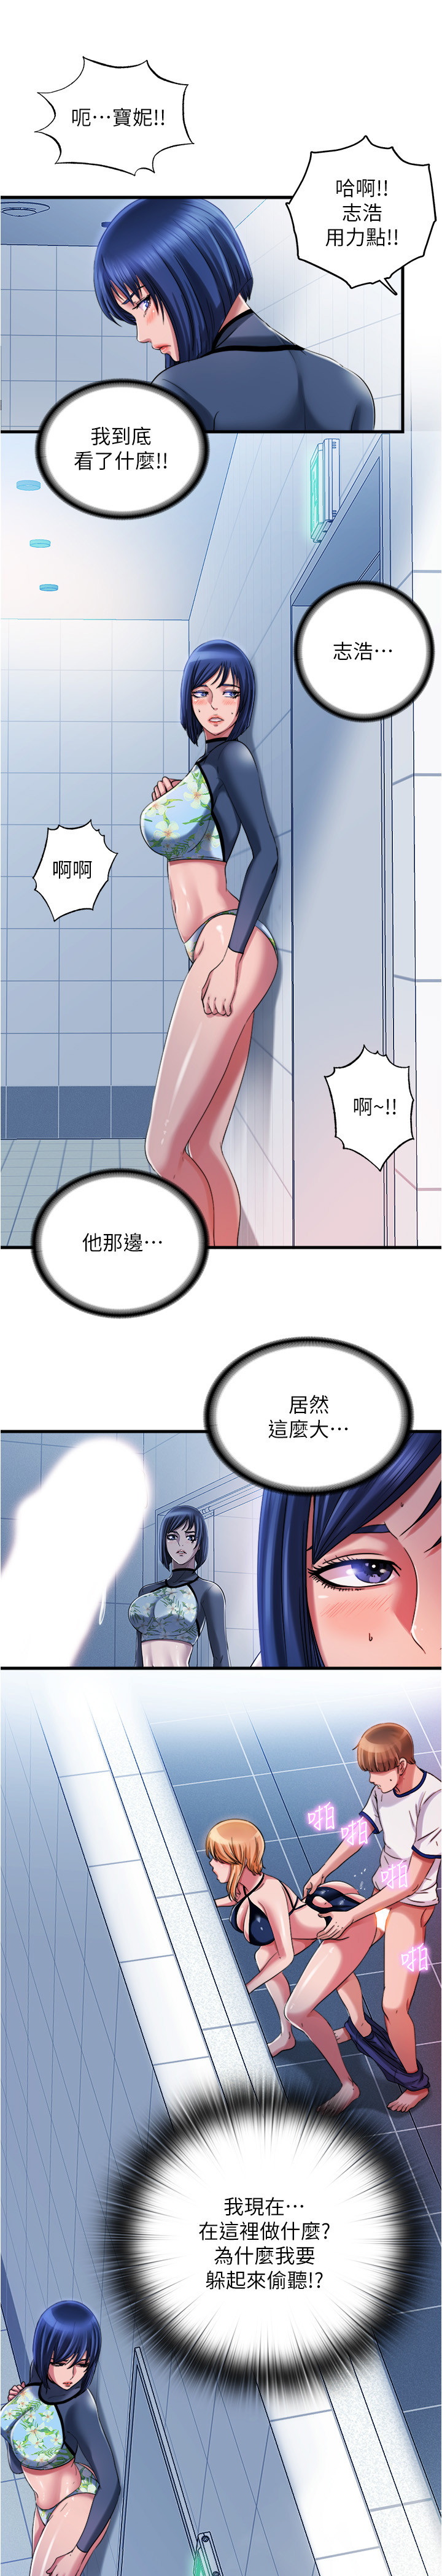 呃…寶妮!!
哈啊!!
志浩
用力點!!
我到底
看了什麼!!
志浩…
啊啊
啊~!!
他那邊…
居然
這麼大…
啪
啪
啪
啪
我現在…
在這裡做什麼?
為什麼我要
躲起來偷聽!?